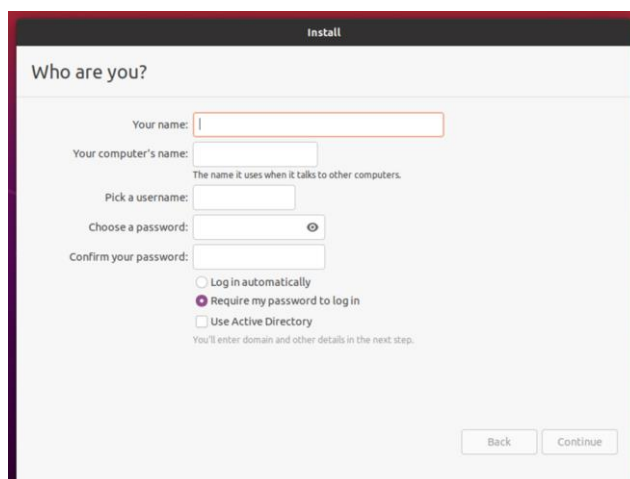 Install
Who are you?
Your name:
Your computer's name:
The name it uses when it talks to other computers.
Pick a username:
Choose a password:
Confirm your password:
Log in automatically
Require my password to log in
Use Active Directory
You'll enter domain and other details in the next step.
Back Continue